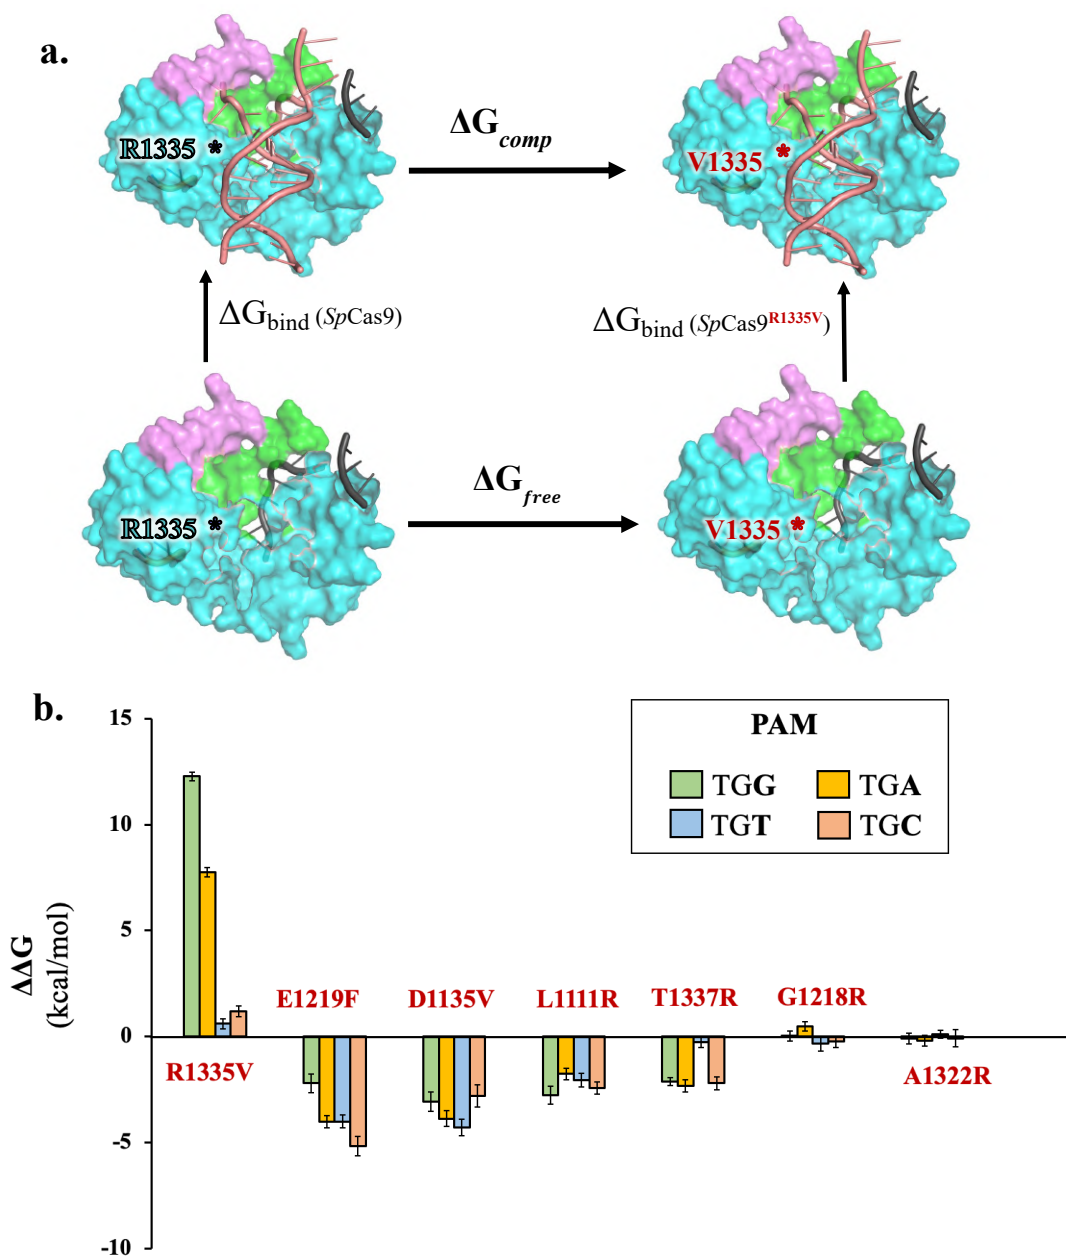 a.
ΔGcomp
R1335 *
V1335 *
ΔGbind (SpCas9)
ΔGbind (SpCas9R1335V)
ΔGfree
R1335 *
V1335 *
b.
PAM
TGG
TGA
TGT
TGC
ΔΔG
(kcal/mol)
15
10
5
0
-5
-10
R1335V
E1219F
D1135V
L1111R
T1337R
G1218R
A1322R